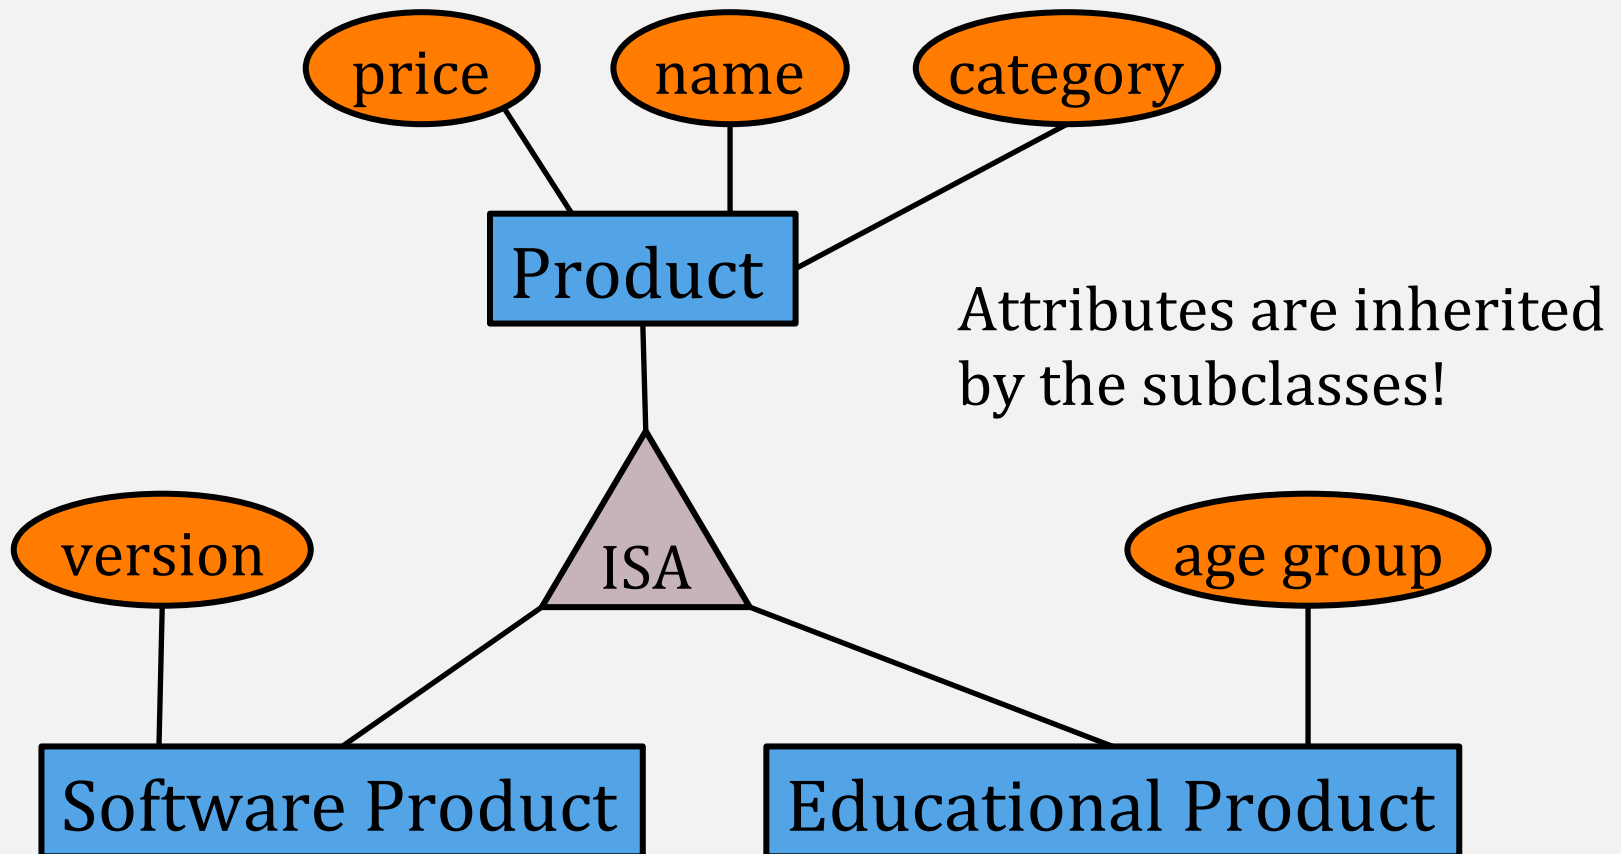 price
name
category
Product
Attributes are inherited
by the subclasses!
version
ISA
age group
Software Product
Educational Product